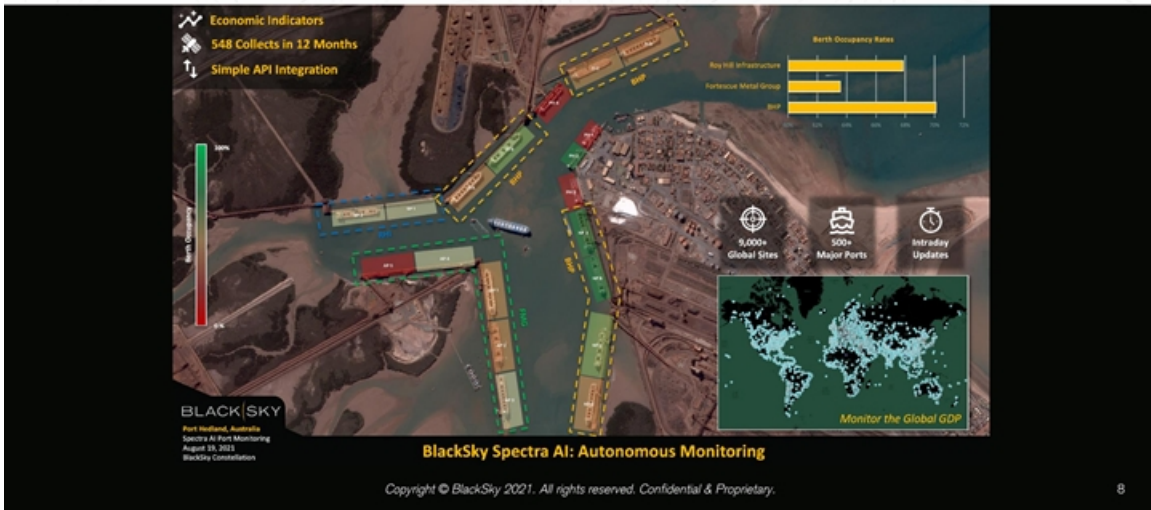 Economic Indicators
548 Collects in 12 Months
Simple API Integration
Berth Occupancy Rates
Roy Hill Infrastructure
Fortescue Metal Group
BHP
70%
72%
100%
Berth Occupancy
BHP
BHP
BHP
FMG
9,000+
Global Sites
500+
Major Ports
Intraday
Updates
Monitor the Global GDP
BLACKSKY
Port Hedland, Australia
Spectra AI Port Monitoring
August 19, 2021
BlackSky Constellation
BlackSky Spectra AI: Autonomous Monitoring
Copyright © BlackSky 2021. All rights reserved. Confidential & Proprietary.
8